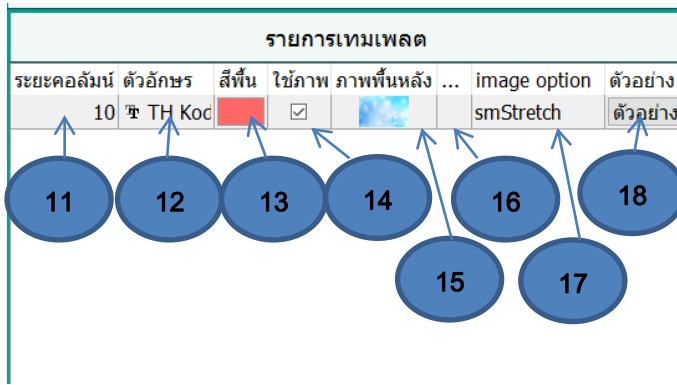 รายการเทมเพลต
ระยะคอลัมน์ ตัวอักษร สีพื้น ใช้ภาพ ภาพพื้นหลัง ... image option ตัวอย่าง
10 TH Kod smStretch ตัวอย่าง
11 12 13 14 16 18
15 17